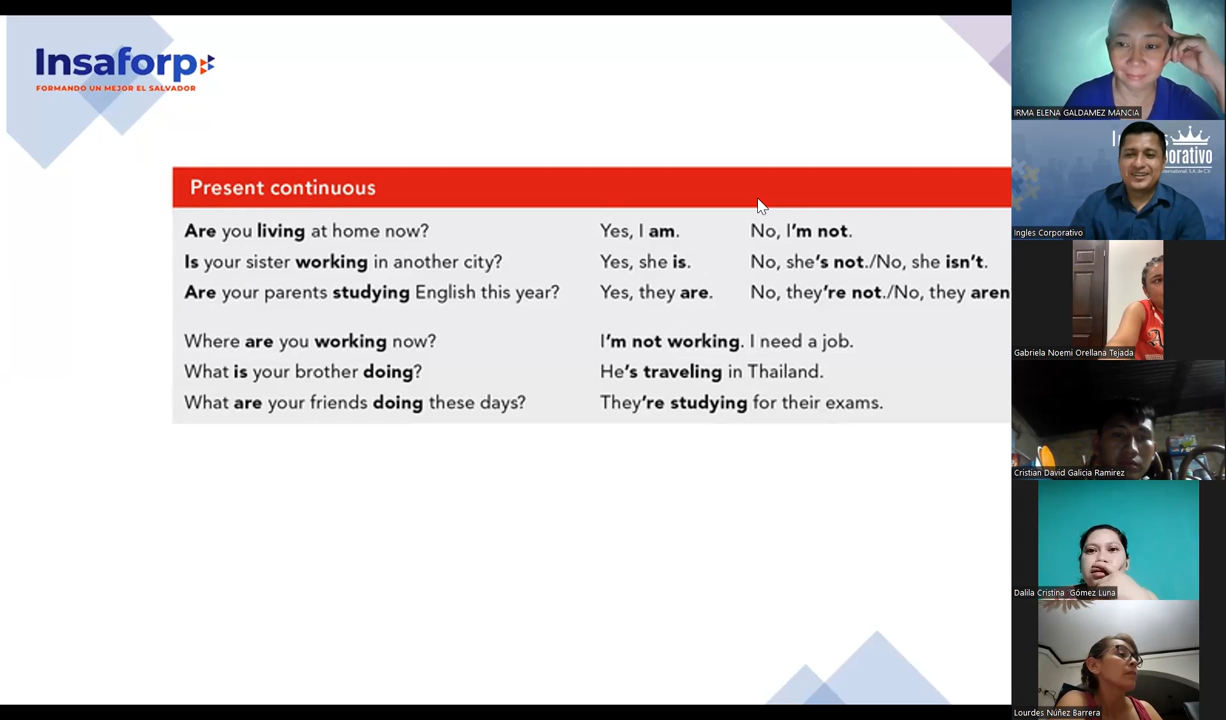 Insaforp
FORMANDO UN MEJOR EL SALVADOR
Present continuous
Are you living at home now? Yes, I am. No, I'm not.
Is your sister working in another city? Yes, she is. No, she's not./No, she isn't.
Are your parents studying English this year? Yes, they are. No, they're not./No, they aren
Where are you working now? I'm not working. I need a job.
What is your brother doing? He's traveling in Thailand.
What are your friends doing these days? They're studying for their exams.
IRMA ELENA GALDAMEZ MANCIA
Ingles Corporativo
Gabriela Noemi Orellana Tejada
Cristian David Galicia Ramirez
Dalila Cristina Gómez Luna
Lourdes Núñez Barrera